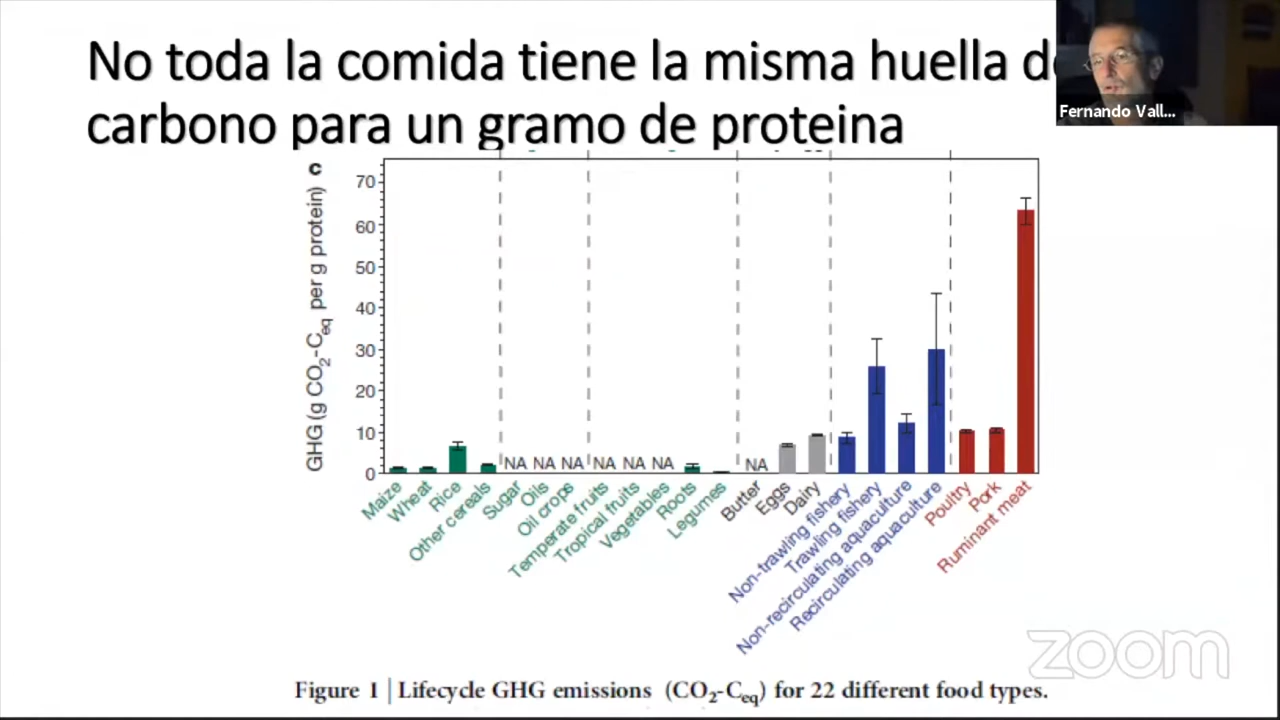 No toda la comida tiene la misma huella de
carbono para un gramo de proteina
Fernando Vall...
c
GHG (g CO2-Ceq per g protein)
70
60
50
40
30
20
10
0
NA NA NA NA NA NA NA
Maize
Wheat
Rice
Other cereals
Sugar
Oils
Oil crops
Temperate fruits
Tropical fruits
Vegetables
Roots
Legumes
Butter
Eggs
Dairy
Non-trawling fishery
Trawling fishery
Non-recirculating aquaculture
Recirculating aquaculture
Poultry
Pork
Ruminant meat
zoom
Figure 1 | Lifecycle GHG emissions (CO2-Ceq) for 22 different food types.